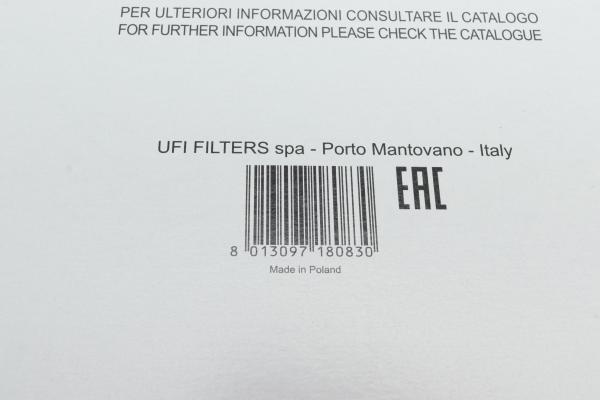 PER ULTERIORI INFORMAZIONI CONSULTARE IL CATALOGO
FOR FURTHER INFORMATION PLEASE CHECK THE CATALOGUE
UFI FILTERS spa - Porto Mantovano - Italy
EAC
8 013097 180830
Made in Poland